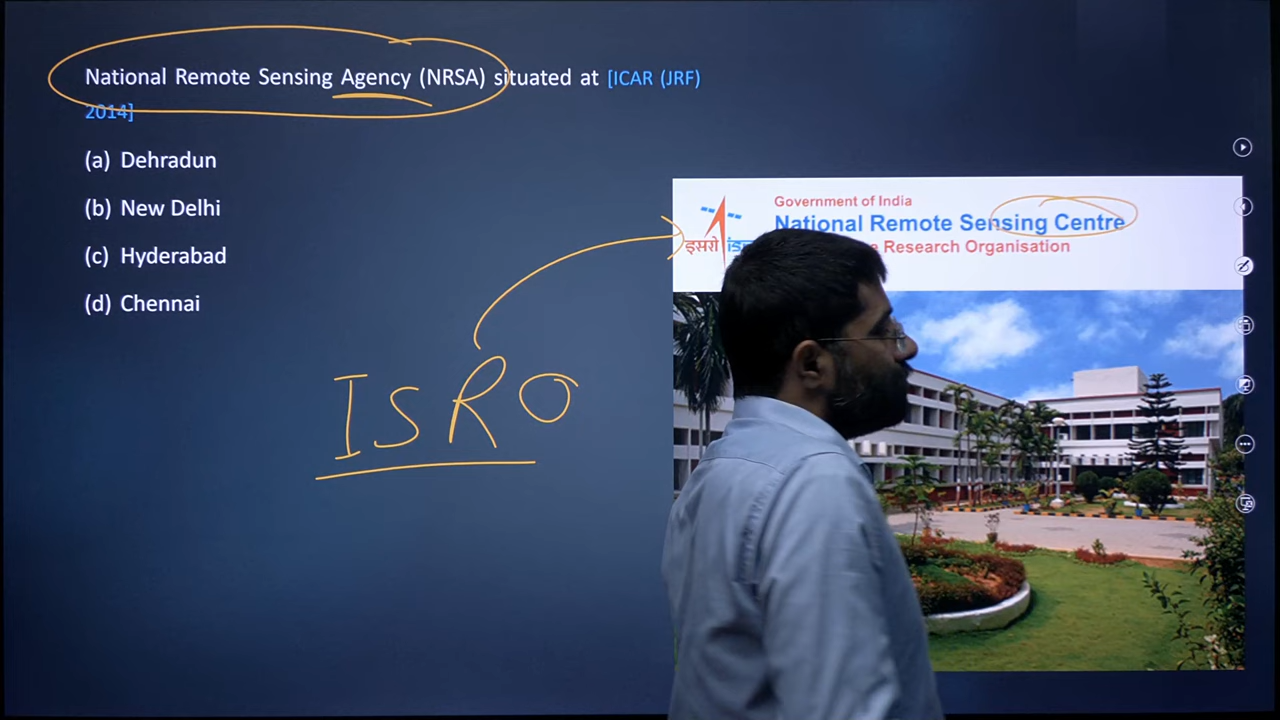 National Remote Sensing Agency (NRSA) situated at [ICAR (JRF)
2014]
(a) Dehradun
(b) New Delhi
(c) Hyderabad
(d) Chennai
ISRO
Government of India
National Remote Sensing Centre
Research Organisation
इसरो